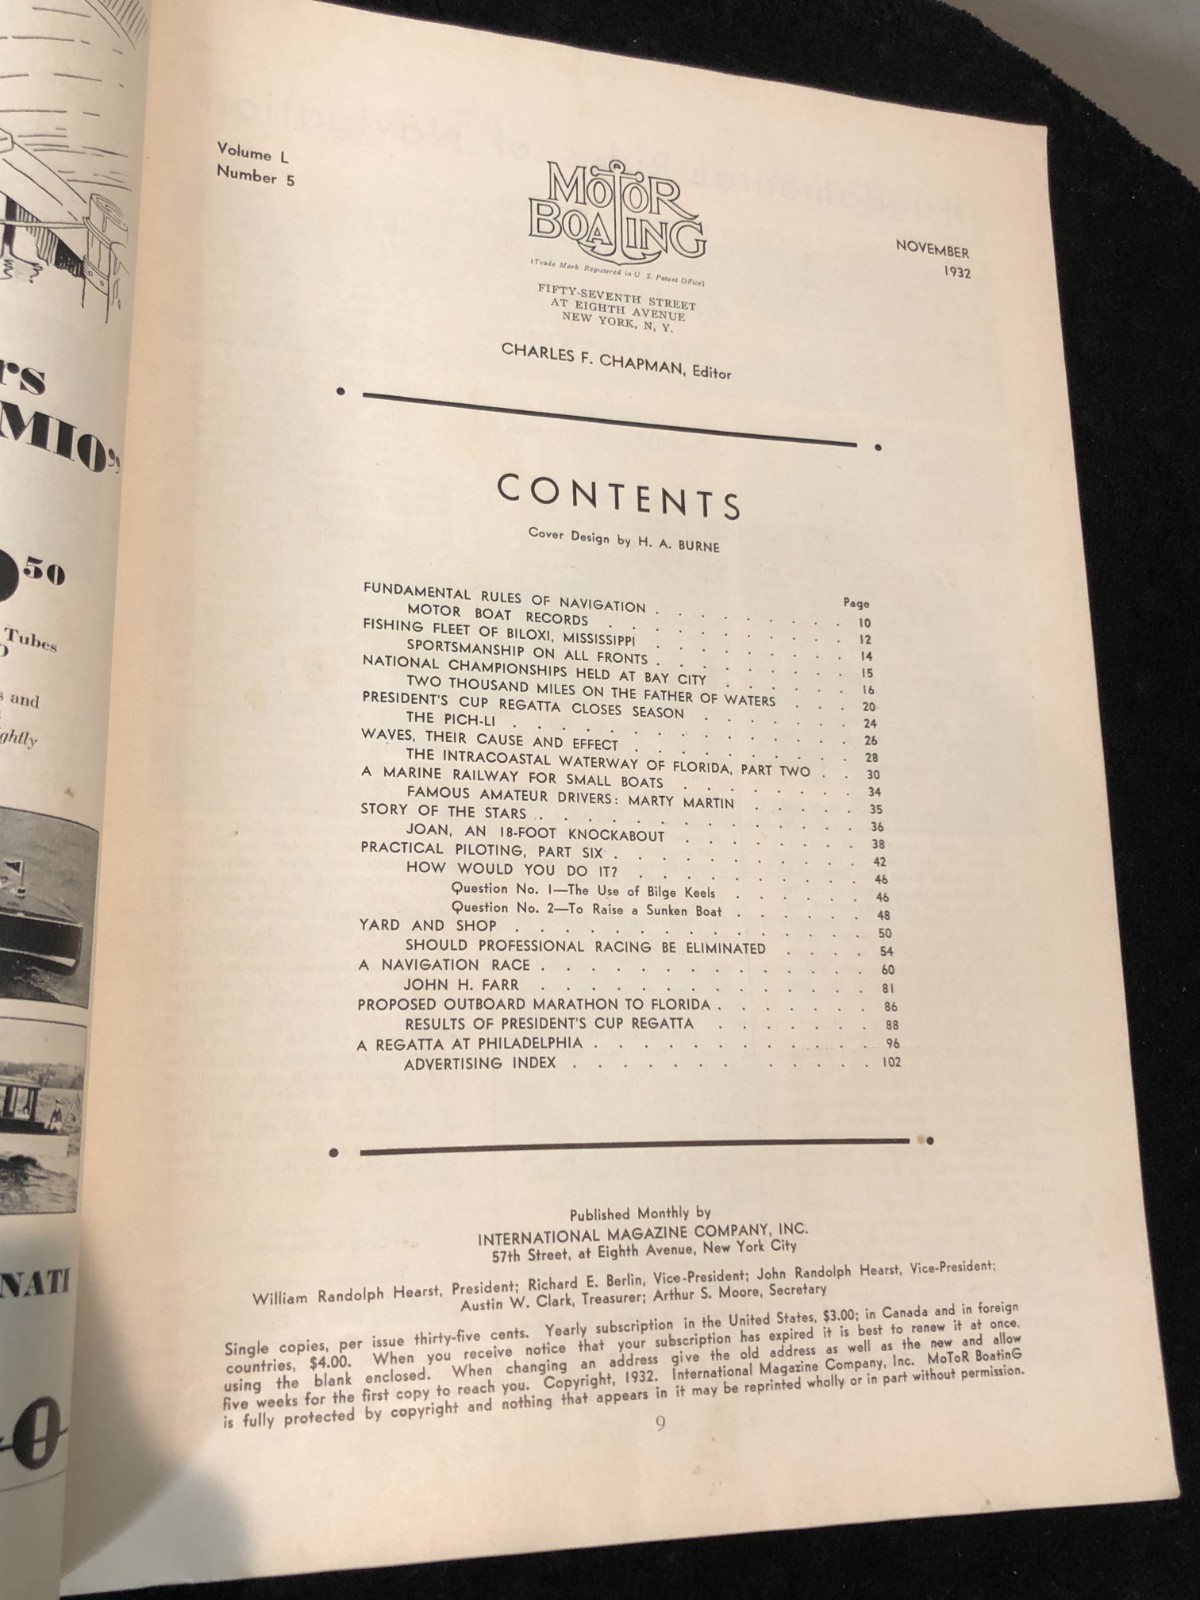 Volume L
Number 5
MOTOR
BOATING
(Trade Mark Registered in U. S. Patent Office)
FIFTY-SEVENTH STREET
AT EIGHTH AVENUE
NEW YORK, N. Y.
NOVEMBER
1932
CHARLES F. CHAPMAN, Editor
CONTENTS
Cover Design by H. A. BURNE
Page
FUNDAMENTAL RULES OF NAVIGATION . . . . . . . . 10
MOTOR BOAT RECORDS . . . . . . . . . . 12
FISHING FLEET OF BILOXI, MISSISSIPPI . . . . . . . . . 14
SPORTSMANSHIP ON ALL FRONTS . . . . . . . . 15
NATIONAL CHAMPIONSHIPS HELD AT BAY CITY . . . . . . 16
TWO THOUSAND MILES ON THE FATHER OF WATERS . . . 20
PRESIDENT'S CUP REGATTA CLOSES SEASON . . . . . . . 24
THE PICH-LI . . . . . . . . . . . . . 26
WAVES, THEIR CAUSE AND EFFECT . . . . . . . . . 28
THE INTRACOASTAL WATERWAY OF FLORIDA, PART TWO . . 30
A MARINE RAILWAY FOR SMALL BOATS . . . . . . . . 34
FAMOUS AMATEUR DRIVERS: MARTY MARTIN . . . . . 35
STORY OF THE STARS . . . . . . . . . . . . 36
JOAN, AN 18-FOOT KNOCKABOUT . . . . . . . 38
PRACTICAL PILOTING, PART SIX . . . . . . . . . . 42
HOW WOULD YOU DO IT? . . . . . . . . . 46
Question No. 1—The Use of Bilge Keels . . . . . . 46
Question No. 2—To Raise a Sunken Boat . . . . . 48
YARD AND SHOP . . . . . . . . . . . . . 50
SHOULD PROFESSIONAL RACING BE ELIMINATED . . . . 54
A NAVIGATION RACE . . . . . . . . . . . . 60
JOHN H. FARR . . . . . . . . . . . . 81
PROPOSED OUTBOARD MARATHON TO FLORIDA . . . . . . 86
RESULTS OF PRESIDENT'S CUP REGATTA . . . . . . 88
A REGATTA AT PHILADELPHIA . . . . . . . . . . 96
ADVERTISING INDEX . . . . . . . . . . . 102
Published Monthly by
INTERNATIONAL MAGAZINE COMPANY, INC.
57th Street, at Eighth Avenue, New York City
William Randolph Hearst, President; Richard E. Berlin, Vice-President; John Randolph Hearst, Vice-President;
Austin W. Clark, Treasurer; Arthur S. Moore, Secretary
Single copies, per issue thirty-five cents. Yearly subscription in the United States, $3.00; in Canada and in foreign
countries, $4.00. When you receive notice that your subscription has expired it is best to renew it at once,
using the blank enclosed. When changing an address give the old address as well as the new and allow
five weeks for the first copy to reach you. Copyright, 1932. International Magazine Company, Inc. MoToR BoatinG
is fully protected by copyright and nothing that appears in it may be reprinted wholly or in part without permission.
9
rs
MIO"
50
Tubes
s and
ghtly
NATI